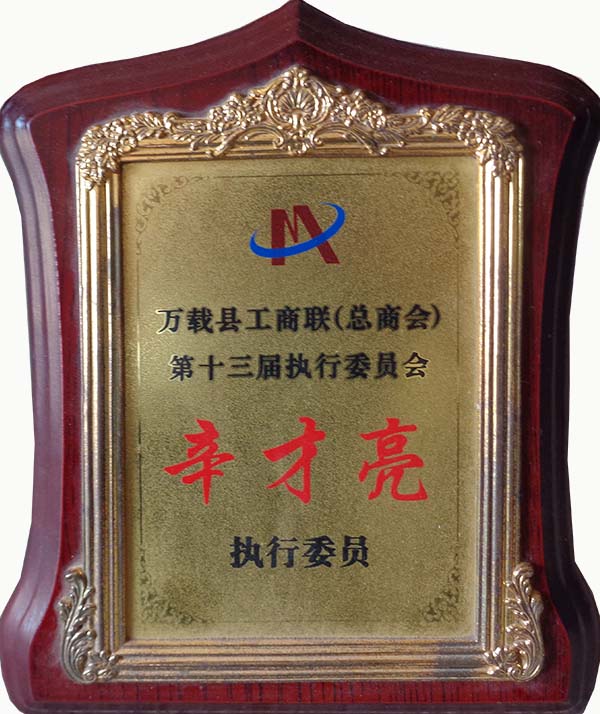 万载县工商联(总商会)
第十三届执行委员会
辛才亮
执行委员